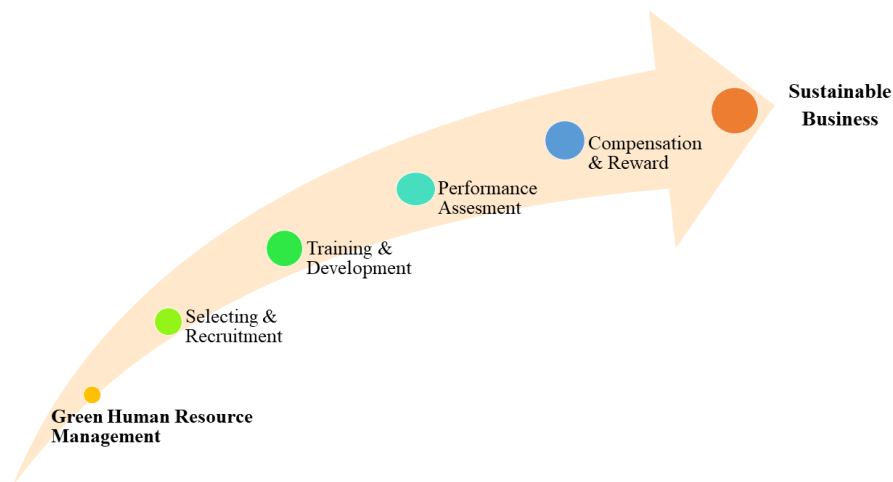 Sustainable
Business
Compensation
& Reward
Performance
Assesment
Training &
Development
Selecting &
Recruitment
Green Human Resource
Management